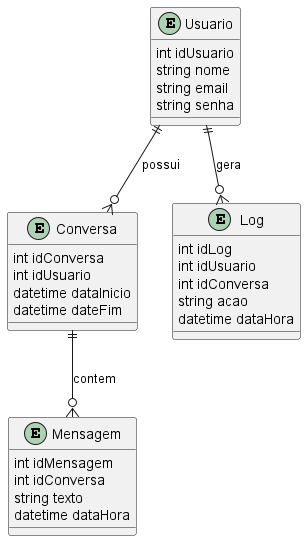 E Usuario
int idUsuario
string nome
string email
string senha
possui
gera
E Conversa
int idConversa
int idUsuario
datetime dataInicio
datetime dateFim
E Log
int idLog
int idUsuario
int idConversa
string acao
datetime dataHora
contem
E Mensagem
int idMensagem
int idConversa
string texto
datetime dataHora